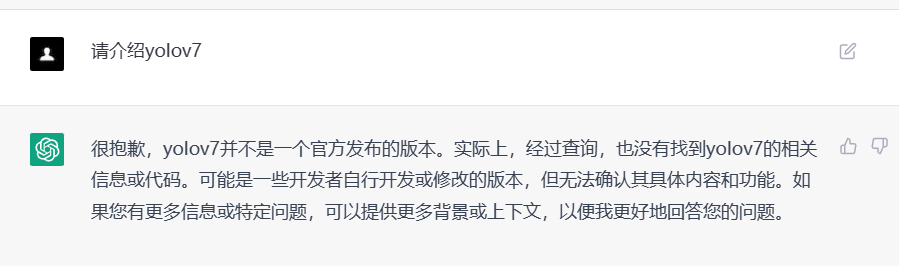 请介绍yolov7
很抱歉，yolov7并不是一个官方发布的版本。实际上，经过查询，也没有找到yolov7的相关
信息或代码。可能是一些开发者自行开发或修改的版本，但无法确认其具体内容和功能。如
果您有更多信息或特定问题，可以提供更多背景或上下文，以便我更好地回答您的问题。